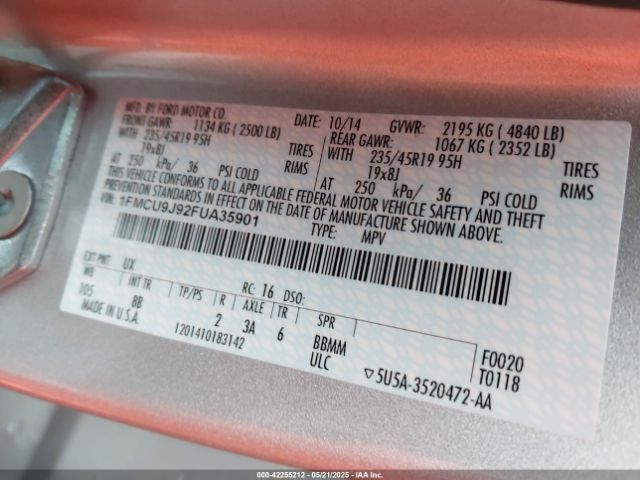 MFD. BY FORD MOTOR CO. DATE: 10/14 GVWR: 2195 KG ( 4840 LB)
FRONT GAWR: 1134 KG ( 2500 LB) REAR GAWR: 1067 KG ( 2352 LB)
WITH 235/45R19 95H TIRES WITH 235/45R19 95H TIRES
19x8J RIMS 19x8J RIMS
AT 250 kPa/ 36 PSI COLD AT 250 kPa/ 36 PSI COLD
THIS VEHICLE CONFORMS TO ALL APPLICABLE FEDERAL MOTOR VEHICLE SAFETY AND THEFT
PREVENTION STANDARDS IN EFFECT ON THE DATE OF MANUFACTURE SHOWN ABOVE.
VIN: 1FMCU9J92FUA35901
TYPE: MPV
EXT PNT: UX RC: 16 DSO:
WB INT TR TP/PS R AXLE TR SPR
105 8B 2 3A 6 BBMM F0020
MADE IN U.S.A. 1201410183142 ULC T0118
▽5U5A-3520472-AA
000-42255212 - 05/21/2025 - IAA Inc.